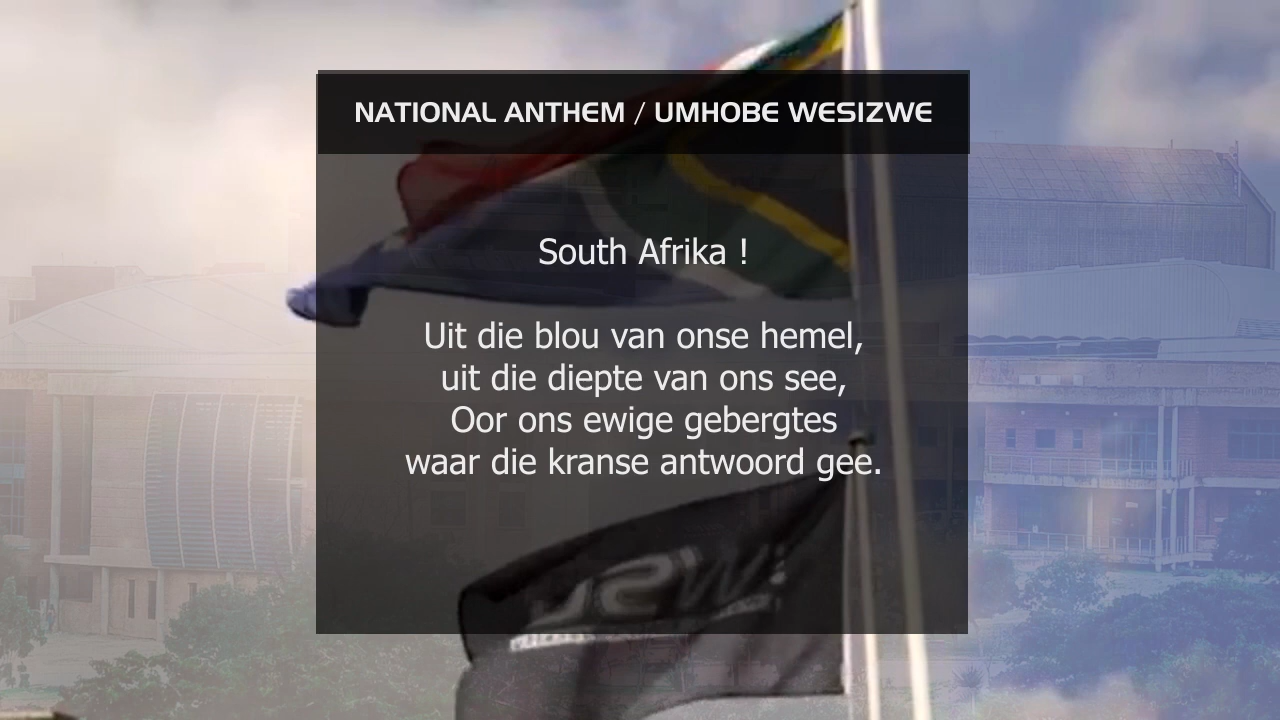 NATIONAL ANTHEM / UMHOBE WESIZWE
South Afrika !
Uit die blou van onse hemel,
uit die diepte van ons see,
Oor ons ewige gebergtes
waar die kranse antwoord gee.